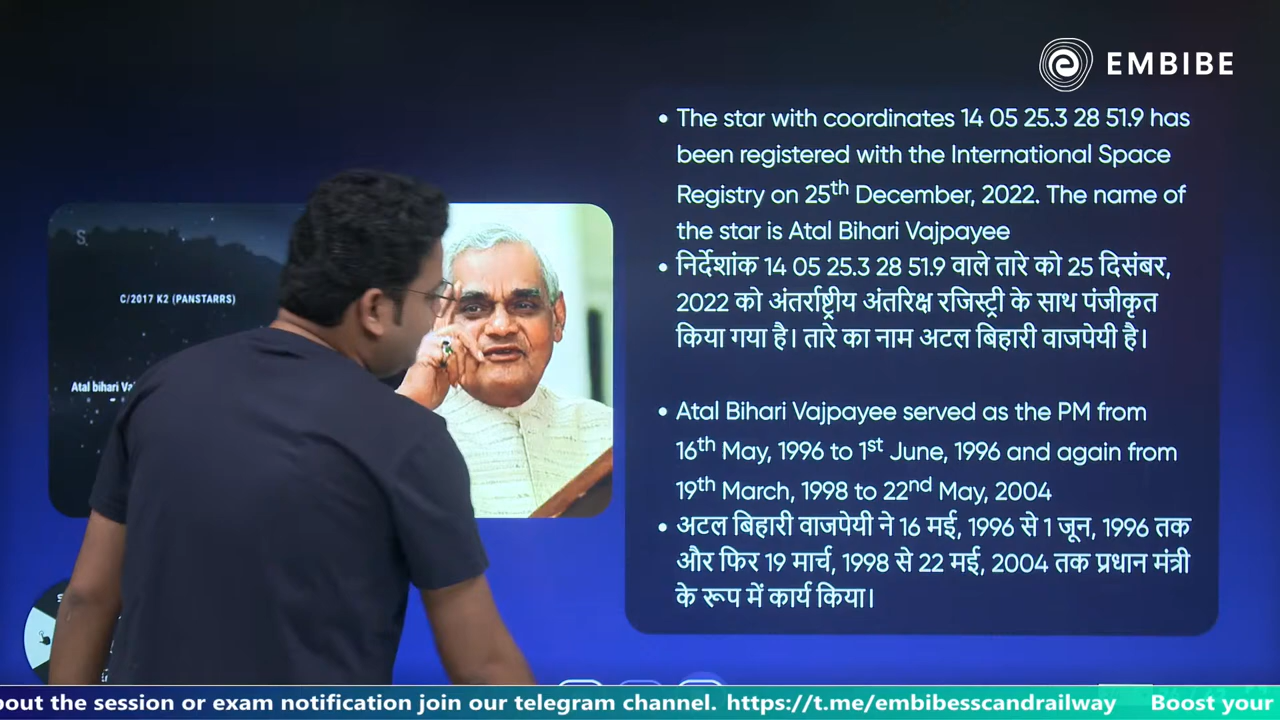 EMBIBE
• The star with coordinates 14 05 25.3 28 51.9 has
been registered with the International Space
Registry on 25th December, 2022. The name of
the star is Atal Bihari Vajpayee
• निर्देशांक 14 05 25.3 28 51.9 वाले तारे को 25 दिसंबर,
2022 को अंतर्राष्ट्रीय अंतरिक्ष रजिस्ट्री के साथ पंजीकृत
किया गया है। तारे का नाम अटल बिहारी वाजपेयी है।
• Atal Bihari Vajpayee served as the PM from
16th May, 1996 to 1st June, 1996 and again from
19th March, 1998 to 22nd May, 2004
• अटल बिहारी वाजपेयी ने 16 मई, 1996 से 1 जून, 1996 तक
और फिर 19 मार्च, 1998 से 22 मई, 2004 तक प्रधान मंत्री
के रूप में कार्य किया।
C/2017 K2 (PANSTARRS)
Atal bihari
the session or exam notification join our telegram channel. https://t.me/embibesscandrailway Boost your